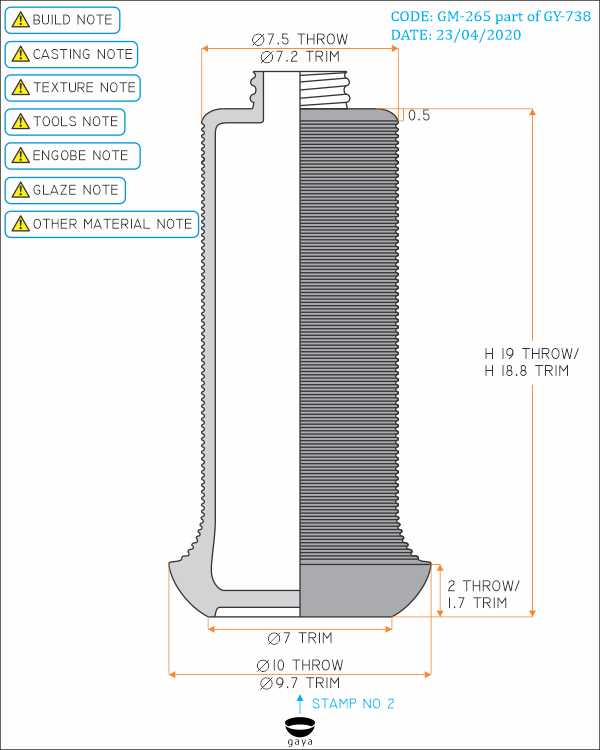 BUILD NOTE
CASTING NOTE
TEXTURE NOTE
TOOLS NOTE
ENGOBE NOTE
GLAZE NOTE
OTHER MATERIAL NOTE
CODE: GM-265 part of GY-738
DATE: 23/04/2020
Ø7.5 THROW
Ø7.2 TRIM
0.5
H 19 THROW/
H 18.8 TRIM
2 THROW/
1.7 TRIM
Ø7 TRIM
Ø10 THROW
Ø9.7 TRIM
STAMP NO 2
gaya